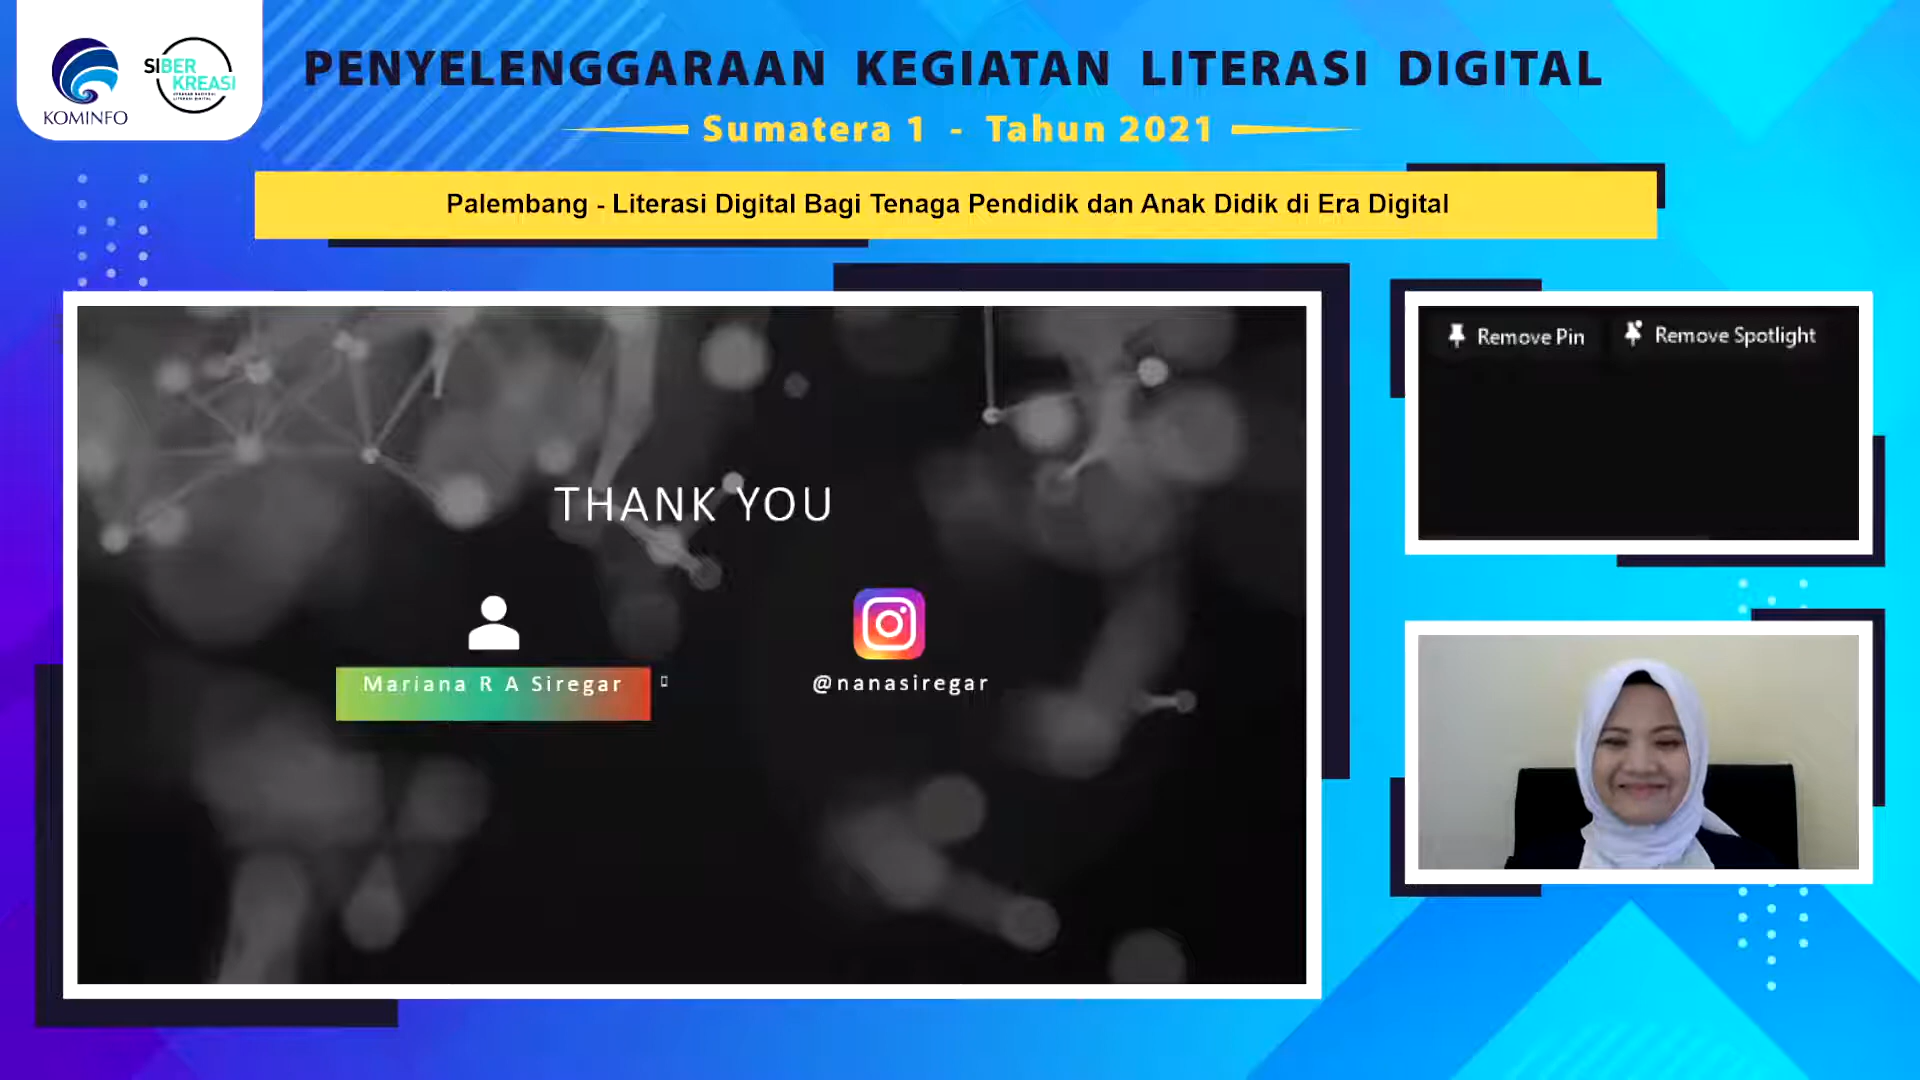 KOMINFO
SIBER
KREASI
PENYELENGGARAAN KEGIATAN LITERASI DIGITAL
Sumatera 1 - Tahun 2021
Palembang - Literasi Digital Bagi Tenaga Pendidik dan Anak Didik di Era Digital
Remove Pin Remove Spotlight
THANK YOU
Mariana R A Siregar
@nanasiregar